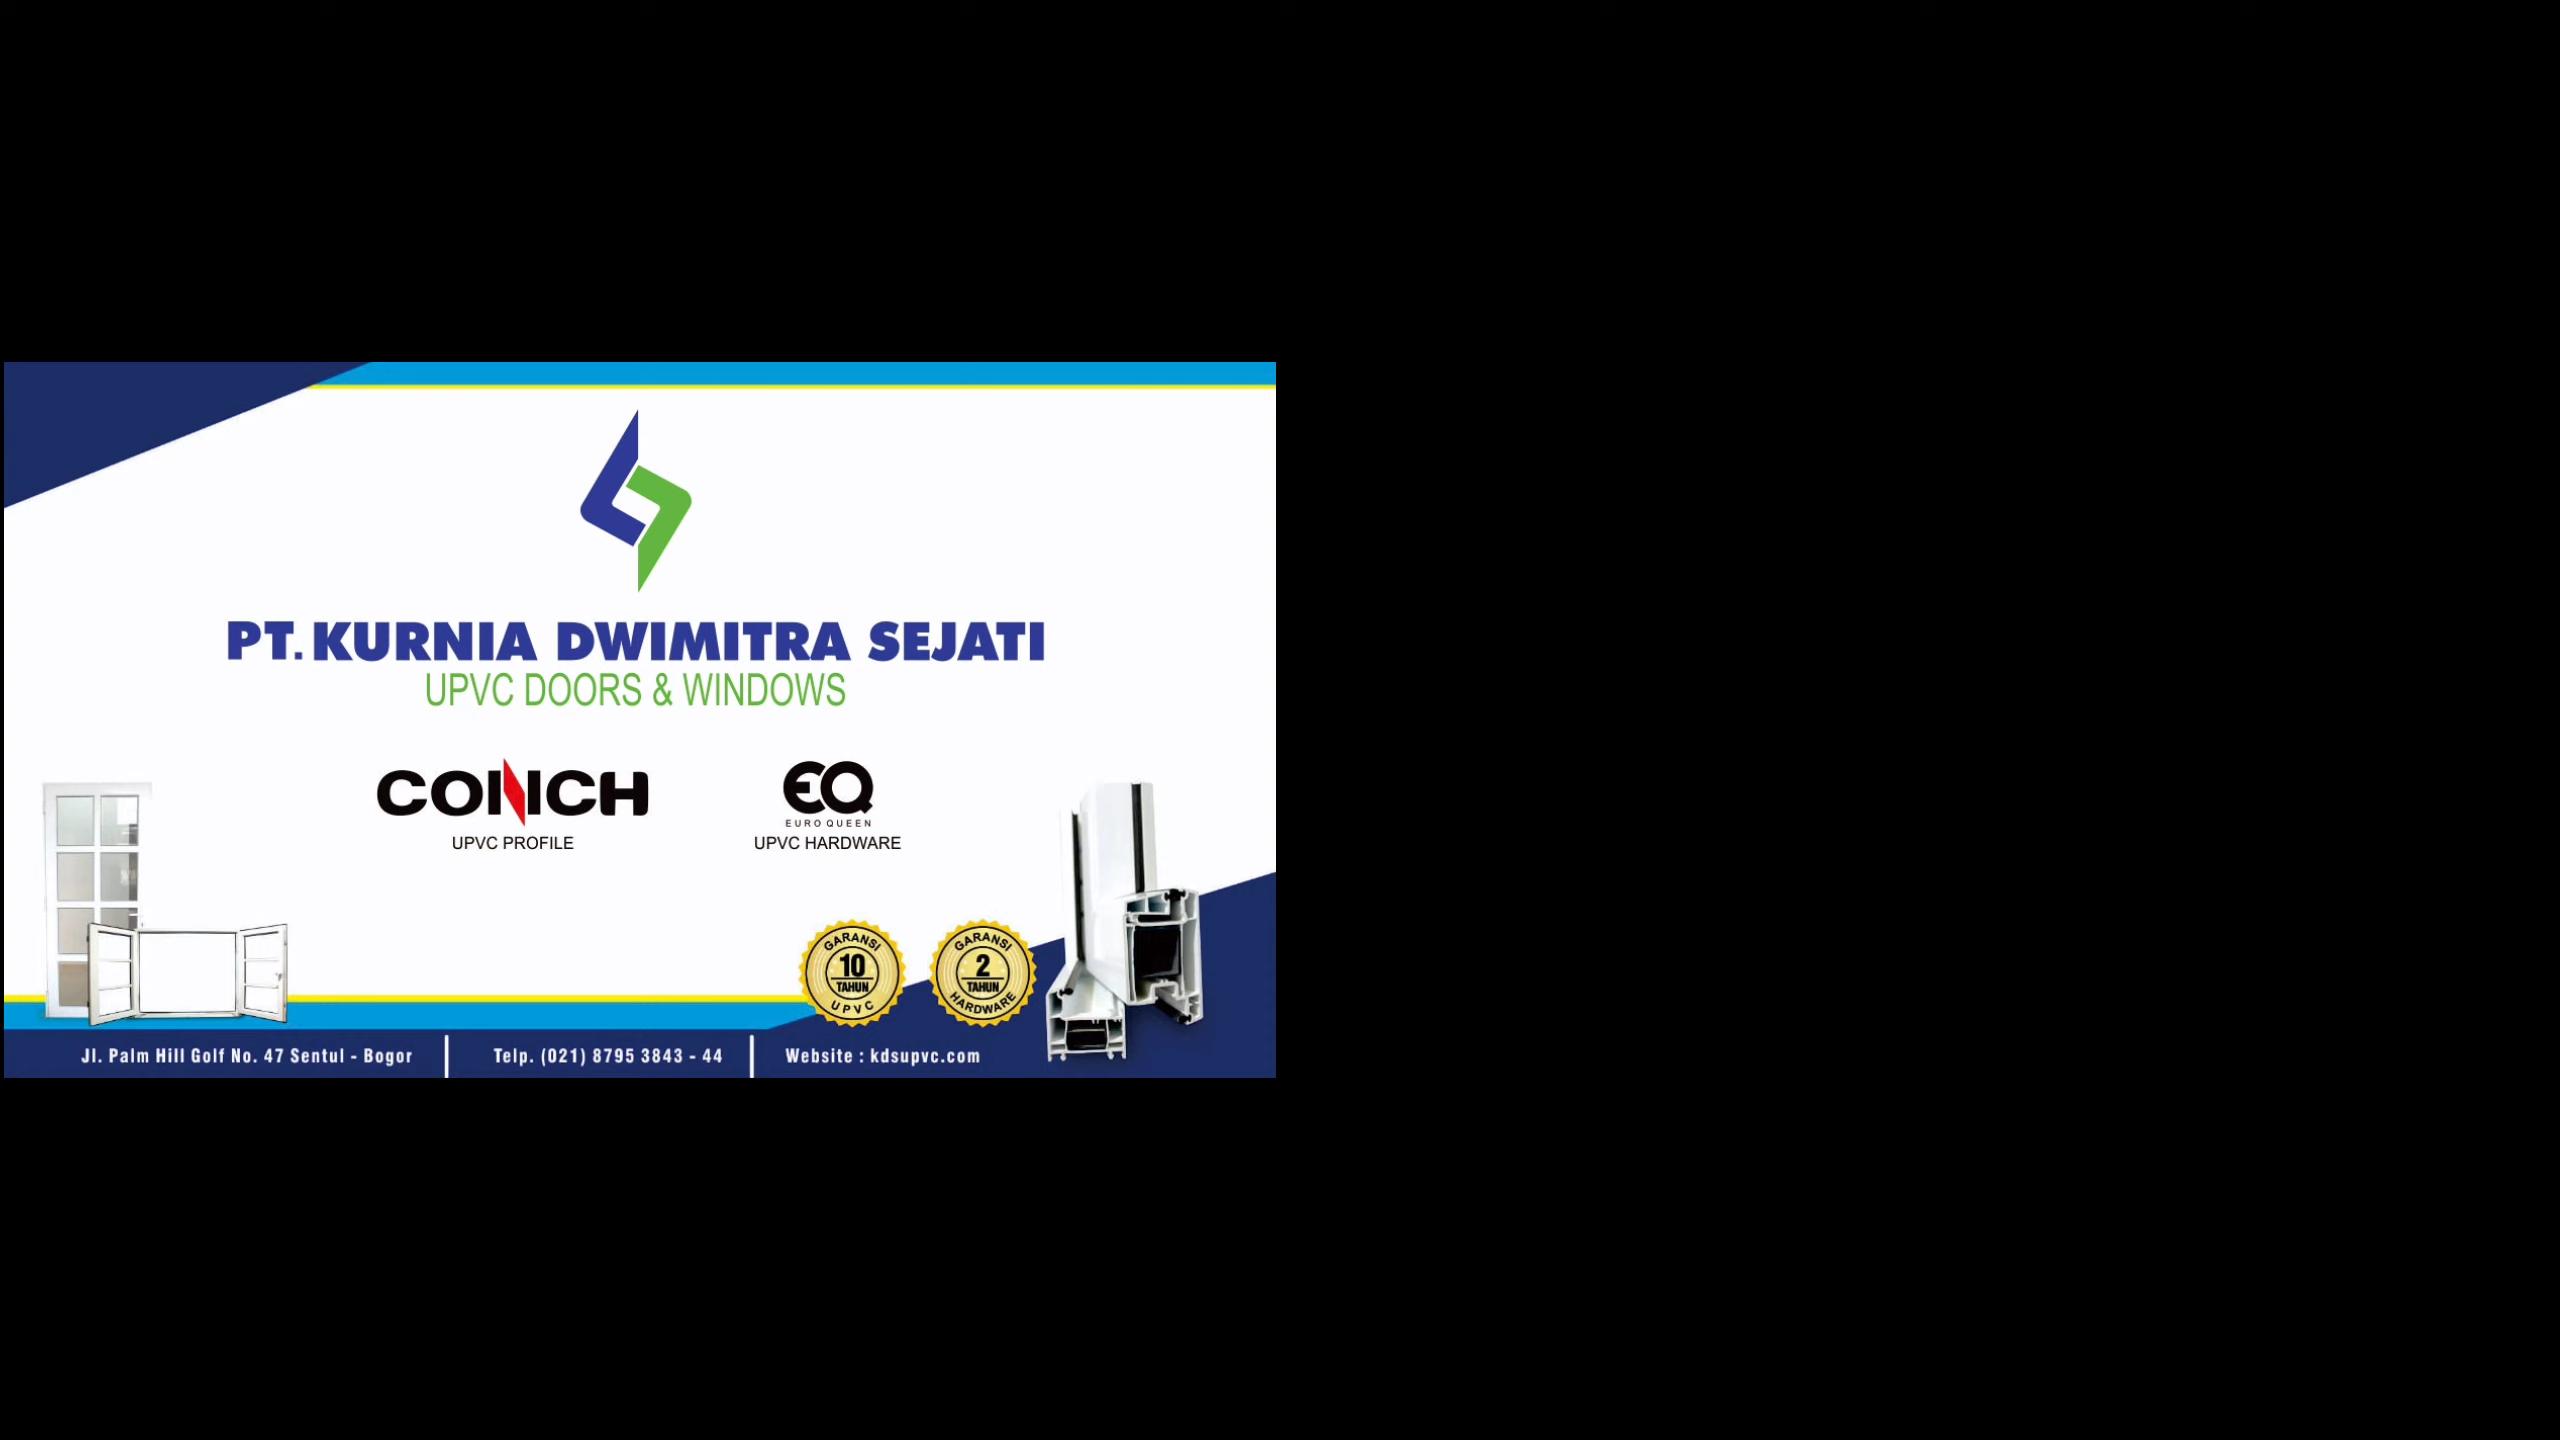 PT. KURNIA DWIMITRA SEJATI
UPVC DOORS & WINDOWS
CONCH
UPVC PROFILE
EQ
EURO QUEEN
UPVC HARDWARE
GARANSI
10
TAHUN
UPVC
GARANSI
2
TAHUN
HARDWARE
Jl. Palm Hill Golf No. 47 Sentul - Bogor
Telp. (021) 8795 3843 - 44
Website : kdsupvc.com